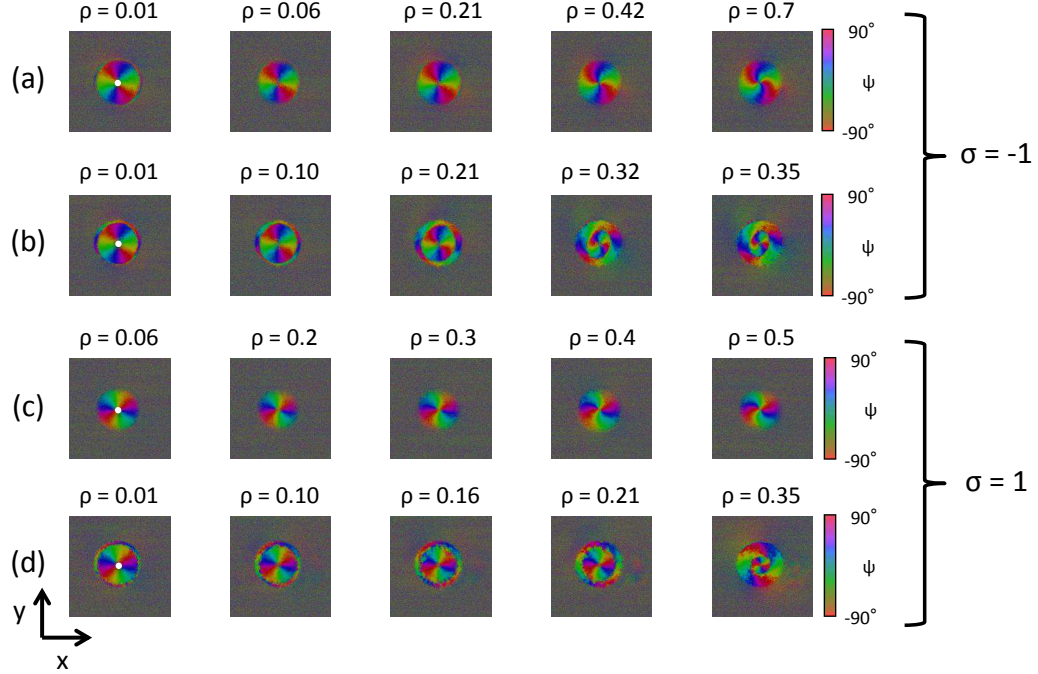 ρ = 0.01 ρ = 0.06 ρ = 0.21 ρ = 0.42 ρ = 0.7
90˚
(a)
ψ
-90˚
σ = -1
ρ = 0.01 ρ = 0.10 ρ = 0.21 ρ = 0.32 ρ = 0.35
90˚
(b)
ψ
-90˚
ρ = 0.06 ρ = 0.2 ρ = 0.3 ρ = 0.4 ρ = 0.5
90˚
(c)
ψ
-90˚
σ = 1
ρ = 0.01 ρ = 0.10 ρ = 0.16 ρ = 0.21 ρ = 0.35
90˚
(d)
ψ
-90˚
y
x